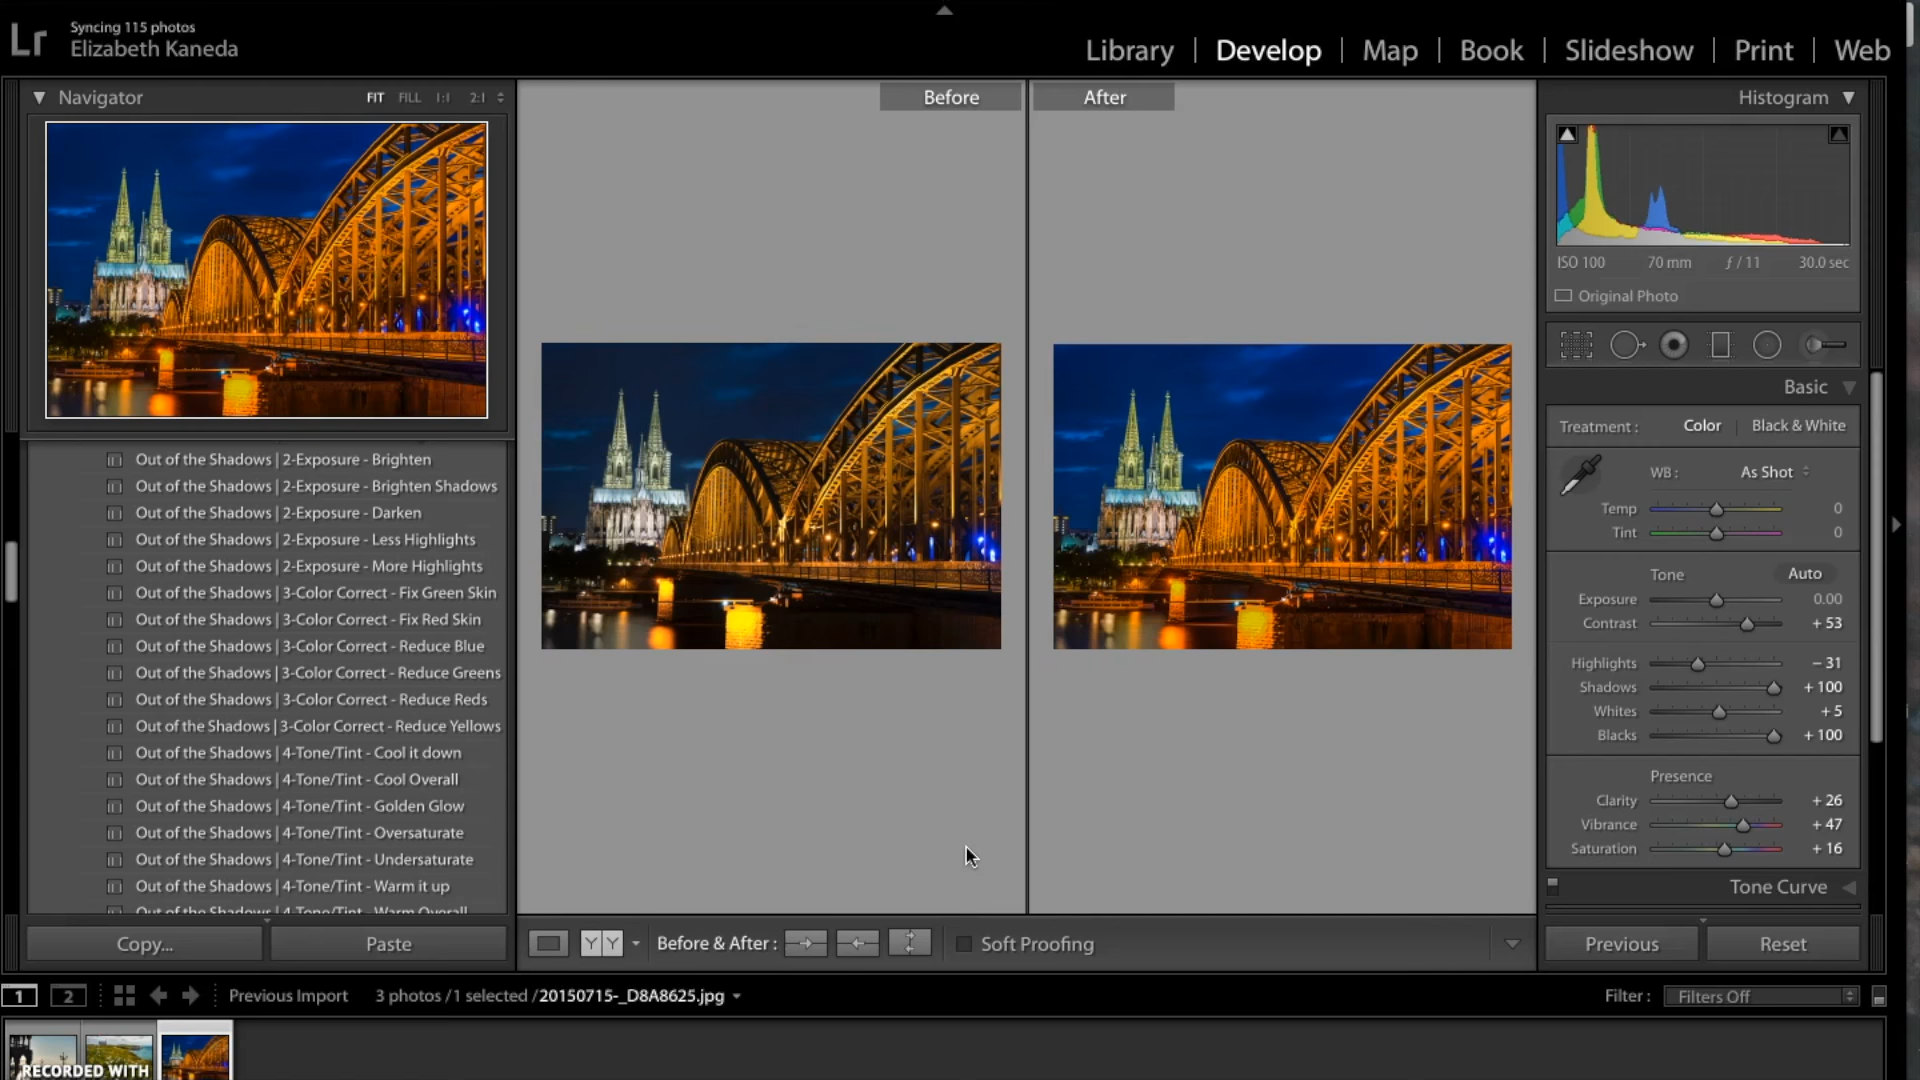 Lr
Syncing 115 photos
Elizabeth Kaneda
Library | Develop | Map | Book | Slideshow | Print | Web
Navigator FIT FILL 1:1 2:1
Out of the Shadows | 2-Exposure - Brighten
Out of the Shadows | 2-Exposure - Brighten Shadows
Out of the Shadows | 2-Exposure - Darken
Out of the Shadows | 2-Exposure - Less Highlights
Out of the Shadows | 2-Exposure - More Highlights
Out of the Shadows | 3-Color Correct - Fix Green Skin
Out of the Shadows | 3-Color Correct - Fix Red Skin
Out of the Shadows | 3-Color Correct - Reduce Blue
Out of the Shadows | 3-Color Correct - Reduce Greens
Out of the Shadows | 3-Color Correct - Reduce Reds
Out of the Shadows | 3-Color Correct - Reduce Yellows
Out of the Shadows | 4-Tone/Tint - Cool it down
Out of the Shadows | 4-Tone/Tint - Cool Overall
Out of the Shadows | 4-Tone/Tint - Golden Glow
Out of the Shadows | 4-Tone/Tint - Oversaturate
Out of the Shadows | 4-Tone/Tint - Undersaturate
Out of the Shadows | 4-Tone/Tint - Warm it up
Out of the Shadows | 4-Tone/Tint - Warm Overall
Copy... Paste
Before After
Y Y Before & After : Soft Proofing
Histogram
ISO 100 70 mm ƒ / 11 30.0 sec
Original Photo
Basic
Treatment : Color | Black & White
WB : As Shot
Temp 0
Tint 0
Tone Auto
Exposure 0.00
Contrast + 53
Highlights − 31
Shadows + 100
Whites + 5
Blacks + 100
Presence
Clarity + 26
Vibrance + 47
Saturation + 16
Tone Curve
Previous Reset
1 2 Previous Import 3 photos /1 selected /20150715-_D8A8625.jpg Filter : Filters Off
RECORDED WITH